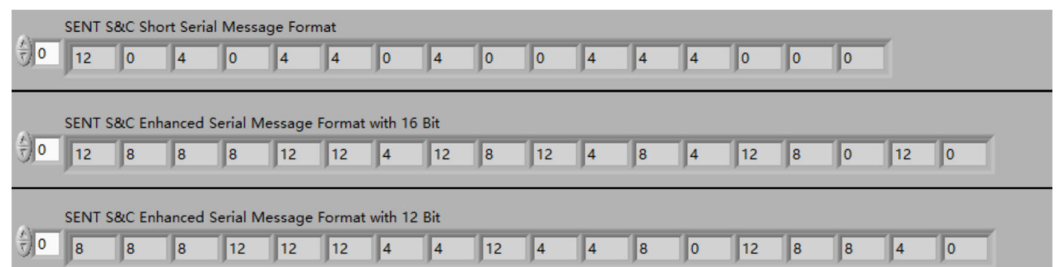 SENT S&C Short Serial Message Format
0 12 0 4 0 4 4 0 4 0 0 4 4 4 0 0 0
SENT S&C Enhanced Serial Message Format with 16 Bit
0 12 8 8 8 12 12 4 12 8 12 4 8 4 12 8 0 12 0
SENT S&C Enhanced Serial Message Format with 12 Bit
0 8 8 8 12 12 12 4 4 12 4 4 8 0 12 8 8 4 0